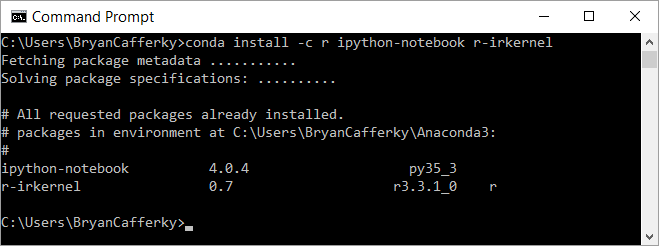 Command Prompt
C:\Users\BryanCafferky>conda install -c r ipython-notebook r-irkernel
Fetching package metadata ...........
Solving package specifications: ..........
# All requested packages already installed.
# packages in environment at C:\Users\BryanCafferky\Anaconda3:
#
ipython-notebook          4.0.4                    py35_3
r-irkernel                0.7                    r3.3.1_0    r
C:\Users\BryanCafferky>